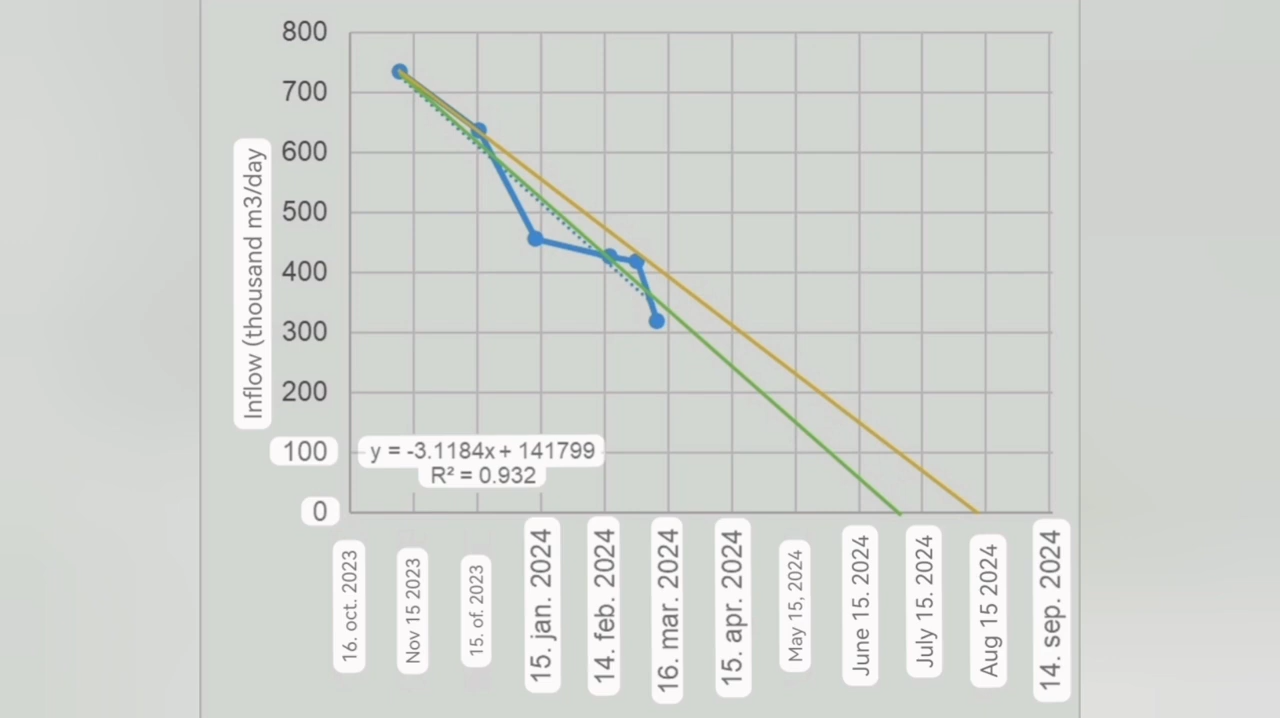 800
700
600
500
400
300
200
100
0
Inflow (thousand m3/day
y = -3.1184x + 141799
R² = 0.932
16. oct. 2023
Nov 15 2023
15. of. 2023
15. jan. 2024
14. feb. 2024
16. mar. 2024
15. apr. 2024
May 15, 2024
June 15. 2024
July 15. 2024
Aug 15 2024
14. sep. 2024